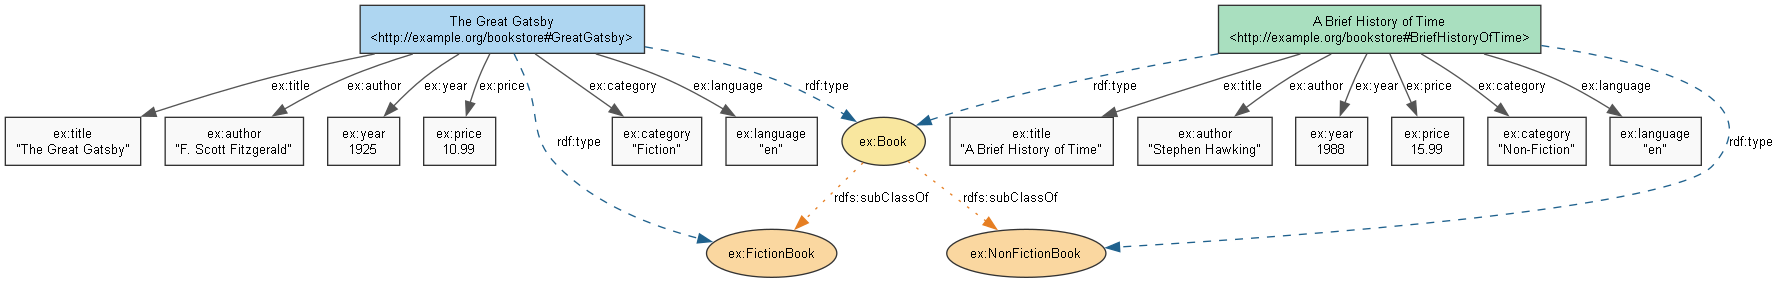 The Great Gatsby
<http://example.org/bookstore#GreatGatsby>
A Brief History of Time
<http://example.org/bookstore#BriefHistoryOfTime>
ex:title
ex:author
ex:year
ex:price
ex:category
ex:language
rdf:type
rdf:type
ex:title
ex:author
ex:year
ex:price
ex:category
ex:language
ex:title
"The Great Gatsby"
ex:author
"F. Scott Fitzgerald"
ex:year
1925
ex:price
10.99
rdf:type
ex:category
"Fiction"
ex:language
"en"
ex:Book
ex:title
"A Brief History of Time"
ex:author
"Stephen Hawking"
ex:year
1988
ex:price
15.99
ex:category
"Non-Fiction"
ex:language
"en"
rdf:type
rdfs:subClassOf
rdfs:subClassOf
ex:FictionBook
ex:NonFictionBook